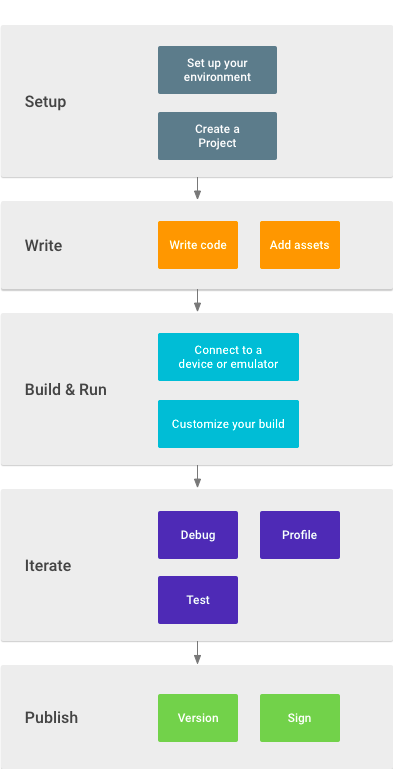 Setup
Set up your
environment
Create a
Project
Write
Write code
Add assets
Build & Run
Connect to a
device or emulator
Customize your build
Iterate
Debug
Profile
Test
Publish
Version
Sign